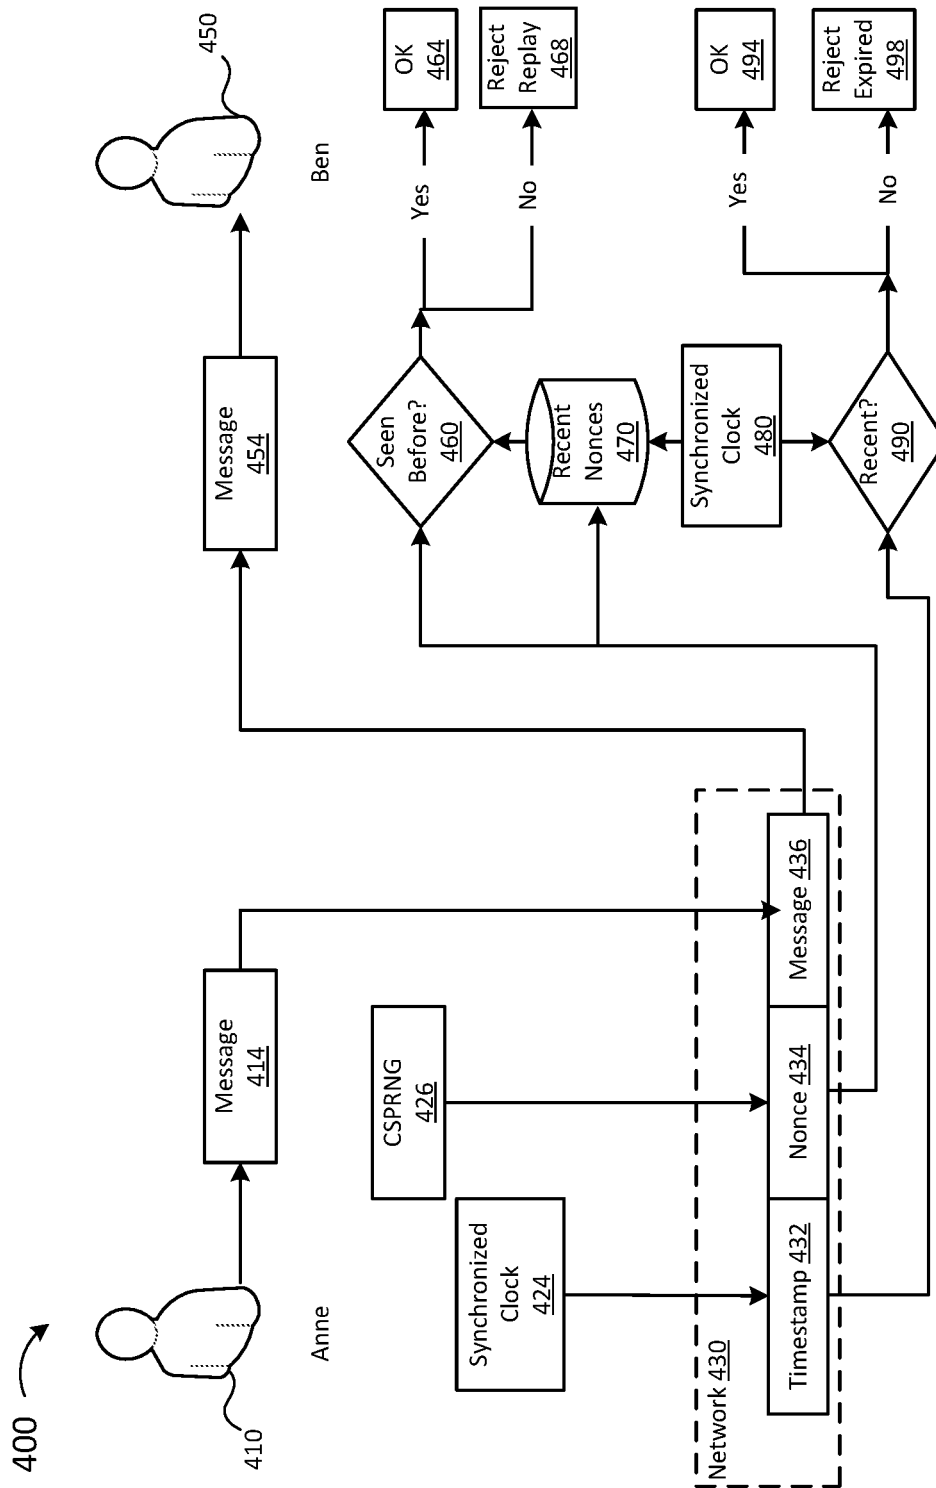 400
410
Anne
Message
414
Synchronized
Clock
424
CSPRNG
426
Network 430
Timestamp 432
Nonce 434
Message 436
Message
454
450
Ben
Seen
Before?
460
Yes
OK
464
No
Reject
Replay
468
Recent
Nonces
470
Synchronized
Clock
480
Recent?
490
Yes
OK
494
No
Reject
Expired
498